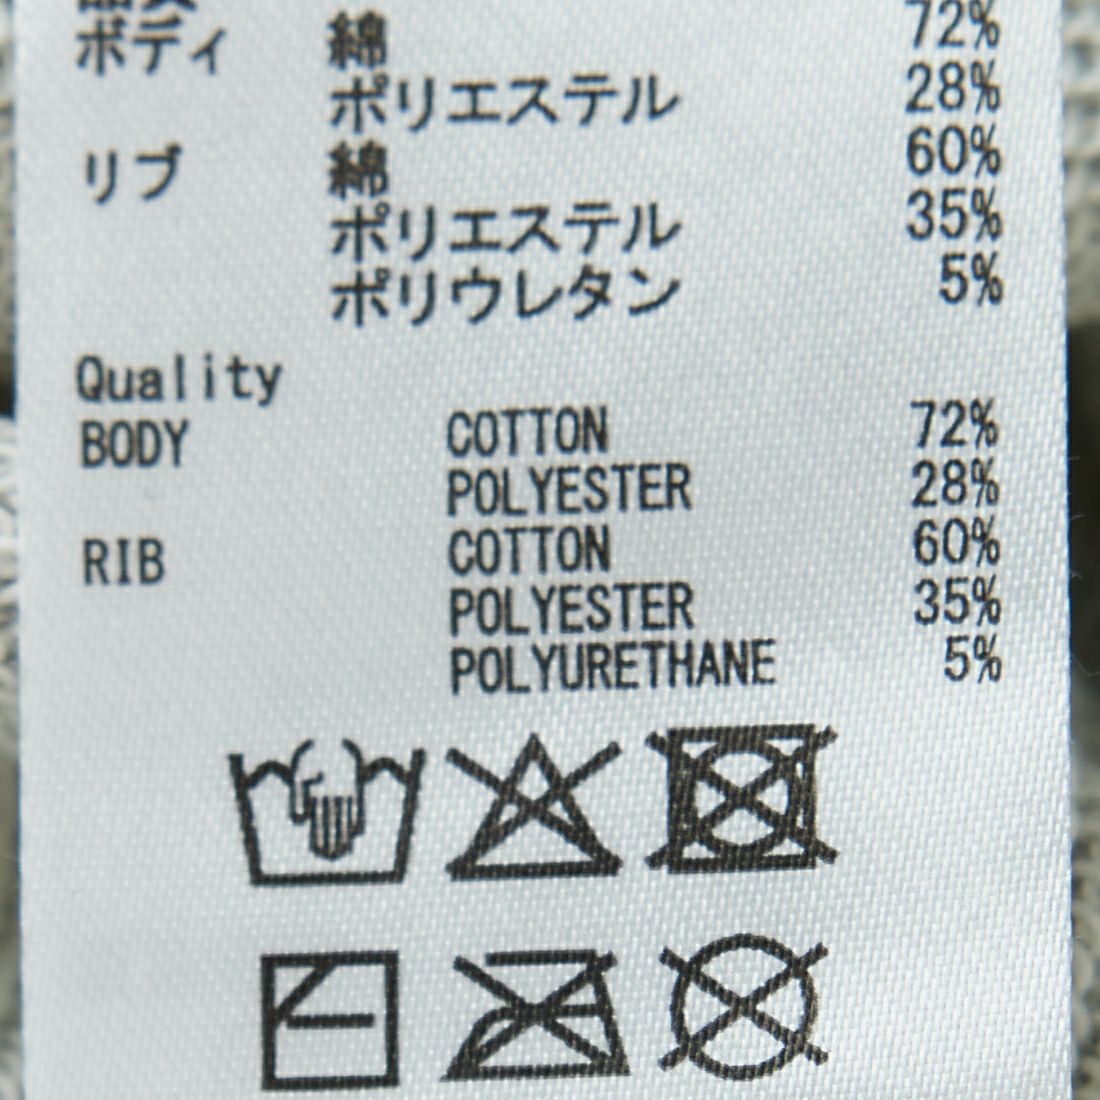 ボディ 綿 72%
ポリエステル 28%
リブ 綿 60%
ポリエステル 35%
ポリウレタン 5%
Quality
BODY COTTON 72%
POLYESTER 28%
RIB COTTON 60%
POLYESTER 35%
POLYURETHANE 5%